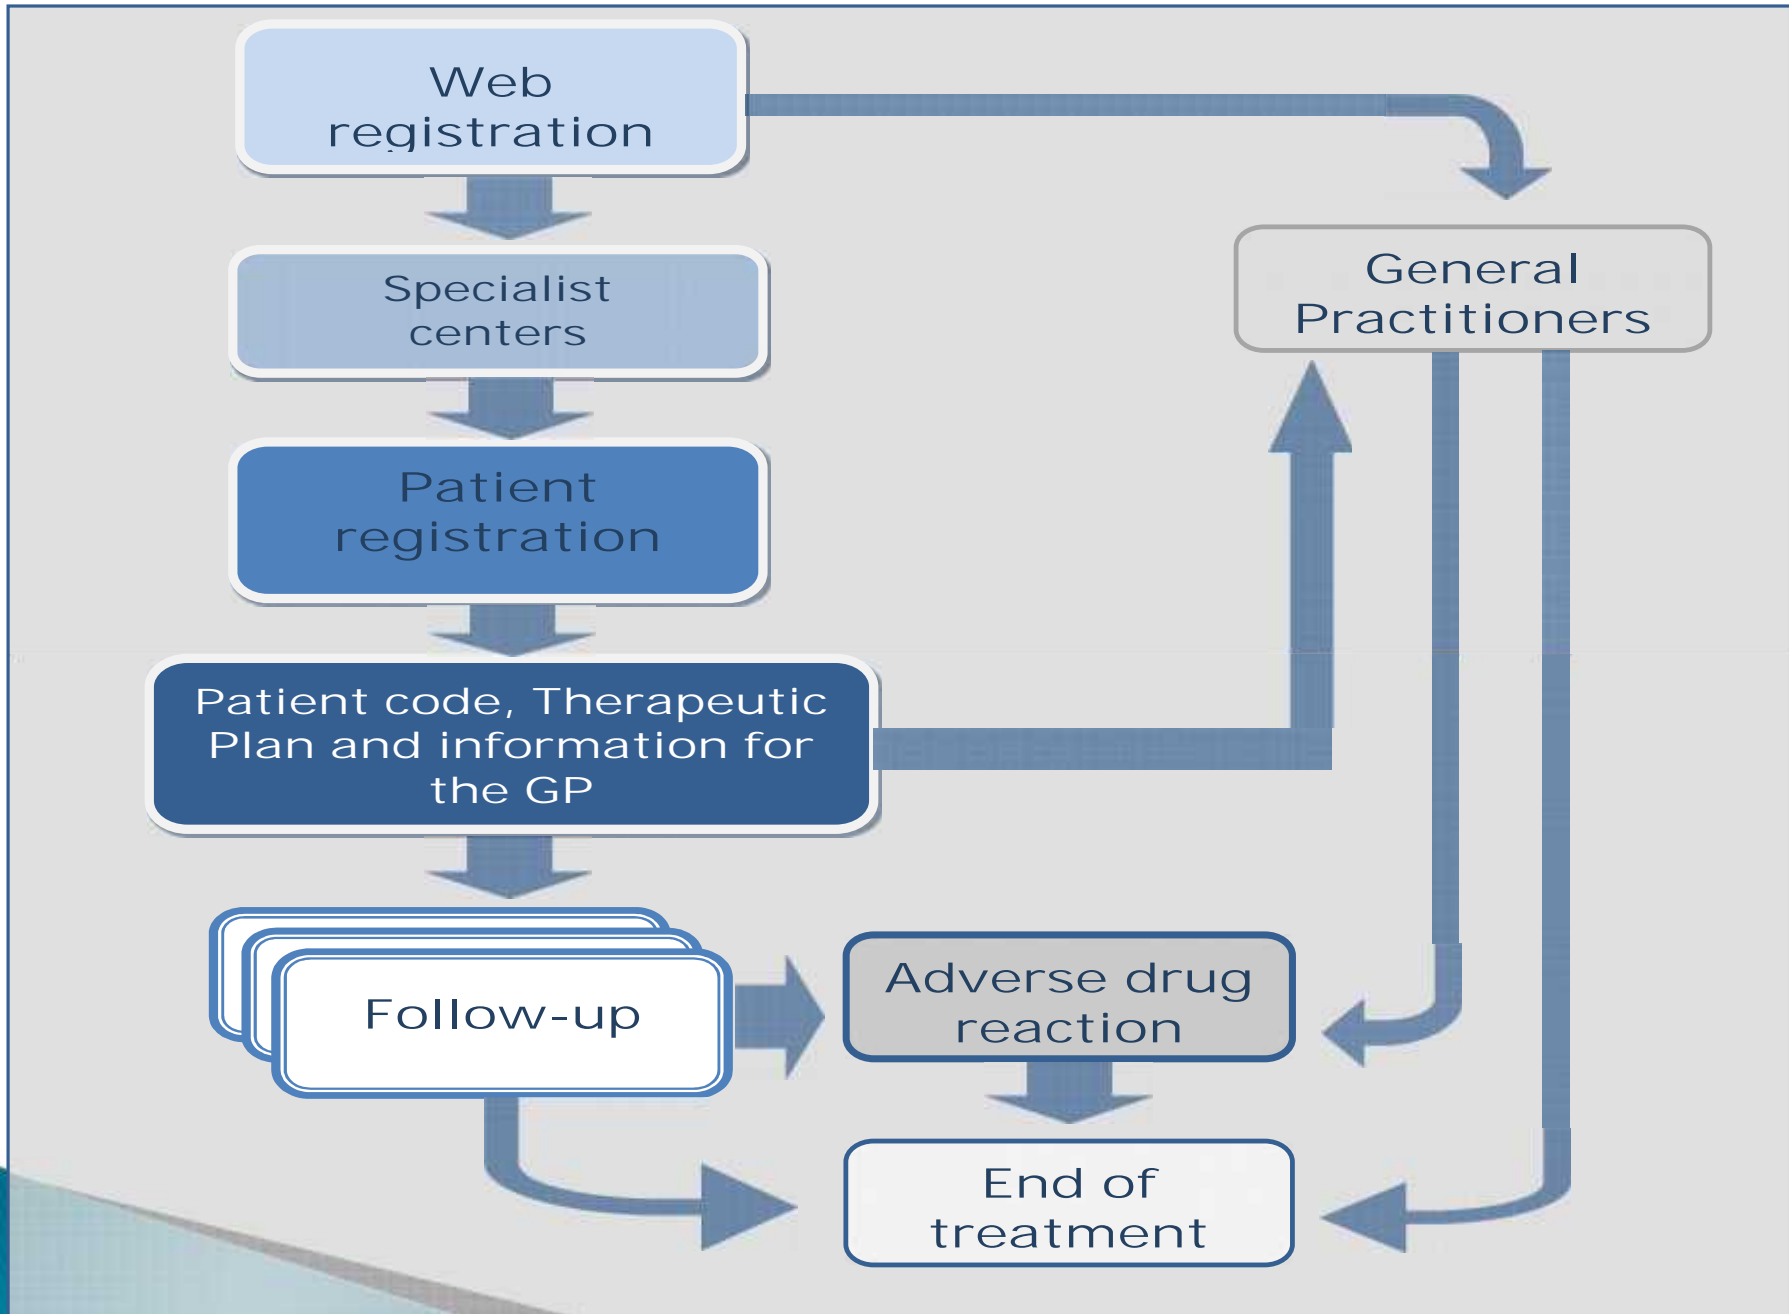 Web
registration
Specialist
centers
General
Practitioners
Patient
registration
Patient code, Therapeutic
Plan and information for
the GP
Follow-up
Adverse drug
reaction
End of
treatment